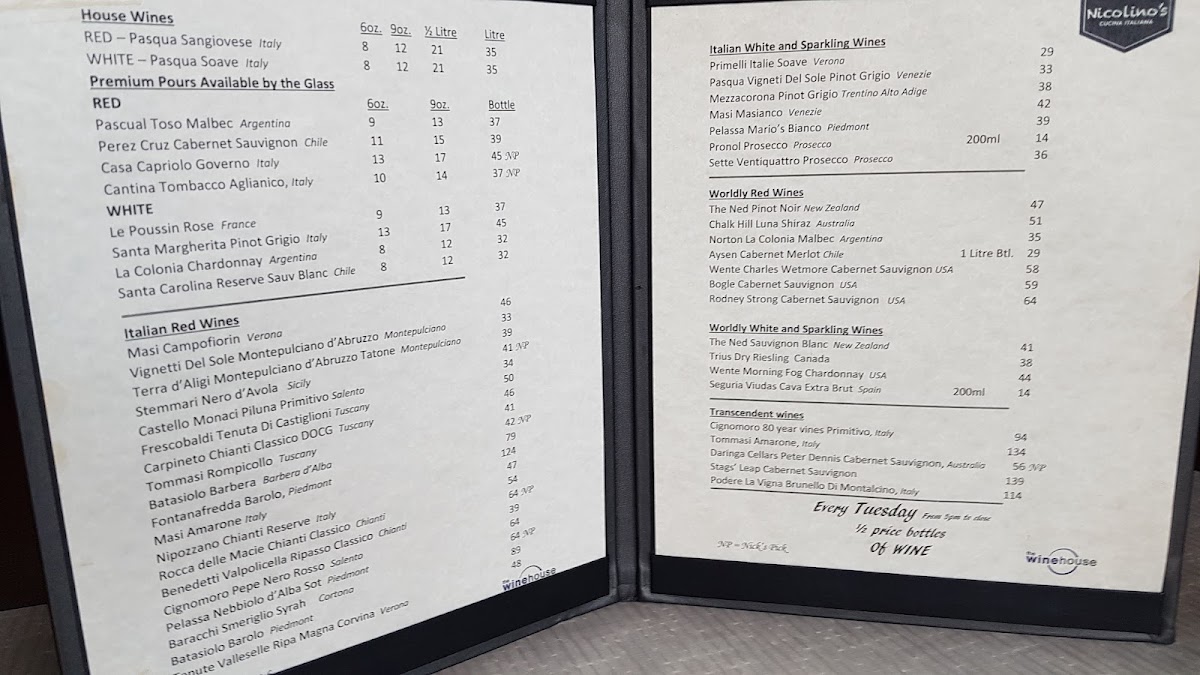 House Wines 6oz. 9oz. ½ Litre Litre
RED – Pasqua Sangiovese Italy 8 12 21 35
WHITE – Pasqua Soave Italy 8 12 21 35
Premium Pours Available by the Glass
RED 6oz. 9oz. Bottle
Pascual Toso Malbec Argentina 9 13 37
Perez Cruz Cabernet Sauvignon Chile 11 15 39
Casa Capriolo Governo Italy 13 17 45 NP
Cantina Tombacco Aglianico, Italy 10 14 37 NP
WHITE
Le Poussin Rose France 9 13 37
Santa Margherita Pinot Grigio Italy 13 17 45
La Colonia Chardonnay Argentina 8 12 32
Santa Carolina Reserve Sauv Blanc Chile 8 12 32
Italian Red Wines
Masi Campofiorin Verona 46
Vignetti Del Sole Montepulciano d'Abruzzo Montepulciano 33
Terra d'Aligi Montepulciano d'Abruzzo Tatone Montepulciano 39
Stemmari Nero d'Avola Sicily 41 NP
Castello Monaci Piluna Primitivo Salento 34
Frescobaldi Tenuta Di Castiglioni Tuscany 50
Carpineto Chianti Classico DOCG Tuscany 46
Tommasi Rompicollo Tuscany 41
Batasiolo Barbera Barbera d'Alba 42 NP
Fontanafredda Barolo, Piedmont 79
Masi Amarone Italy 124
Nipozzano Chianti Reserve Italy 47
Rocca delle Macie Chianti Classico Chianti 54
Benedetti Valpolicella Ripasso Classico Chianti 64 NP
Cignomoro Pepe Nero Rosso Salento 39
Pelassa Nebbiolo d'Alba Sot Piedmont 64
Baracchi Smeriglio Syrah Cortona 64 NP
Batasiolo Barolo Piedmont 89
Tenute Valleselle Ripa Magna Corvina Verona 48
the winehouse
Nicolino's
CUCINA ITALIANA
Italian White and Sparkling Wines
Primelli Italie Soave Verona 29
Pasqua Vigneti Del Sole Pinot Grigio Venezie 33
Mezzacorona Pinot Grigio Trentino Alto Adige 38
Masi Masianco Venezie 42
Pelassa Mario's Bianco Piedmont 39
Pronol Prosecco Prosecco 200ml 14
Sette Ventiquattro Prosecco Prosecco 36
Worldly Red Wines
The Ned Pinot Noir New Zealand 47
Chalk Hill Luna Shiraz Australia 51
Norton La Colonia Malbec Argentina 35
Aysen Cabernet Merlot Chile 1 Litre Btl. 29
Wente Charles Wetmore Cabernet Sauvignon USA 58
Bogle Cabernet Sauvignon USA 59
Rodney Strong Cabernet Sauvignon USA 64
Worldly White and Sparkling Wines
The Ned Sauvignon Blanc New Zealand 41
Trius Dry Riesling Canada 38
Wente Morning Fog Chardonnay USA 44
Seguria Viudas Cava Extra Brut Spain 200ml 14
Transcendent wines
Cignomoro 80 year vines Primitivo, Italy 94
Tommasi Amarone, Italy 134
Daringa Cellars Peter Dennis Cabernet Sauvignon, Australia 56 NP
Stags' Leap Cabernet Sauvignon 139
Podere La Vigna Brunello Di Montalcino, Italy 114
Every Tuesday From 5pm to close
½ price bottles
Of WINE
NP = Nick's Pick
the winehouse